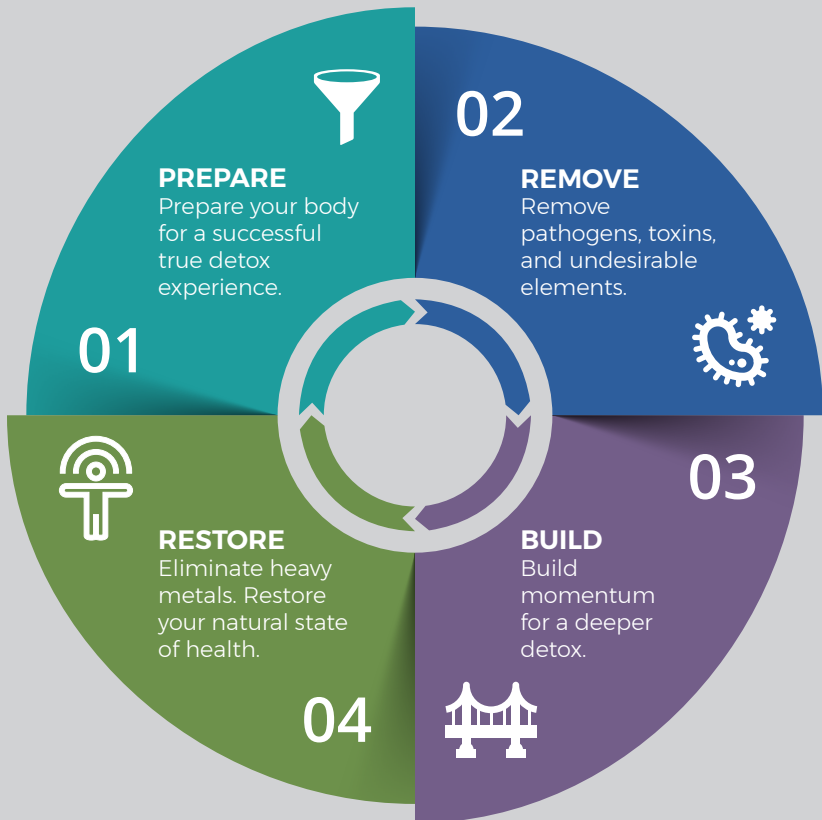 01
PREPARE
Prepare your body
for a successful
true detox
experience.
02
REMOVE
Remove
pathogens, toxins,
and undesirable
elements.
03
BUILD
Build
momentum
for a deeper
detox.
04
RESTORE
Eliminate heavy
metals. Restore
your natural state
of health.